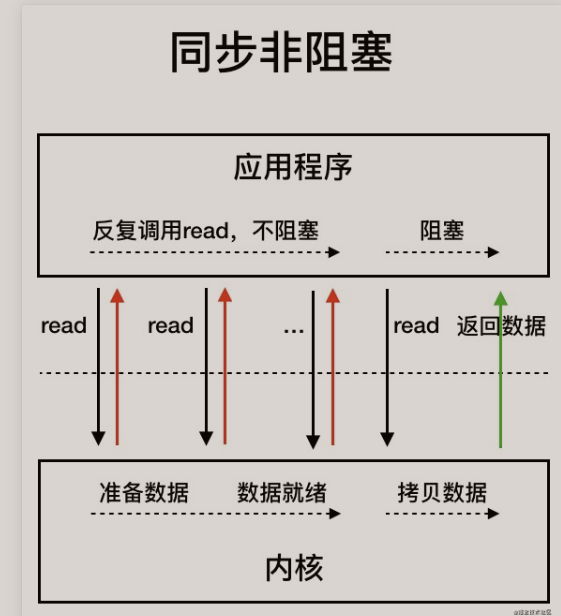 同步非阻塞
应用程序
反复调用read，不阻塞 阻塞
read read ... read 返回数据
准备数据 数据就绪 拷贝数据
内核